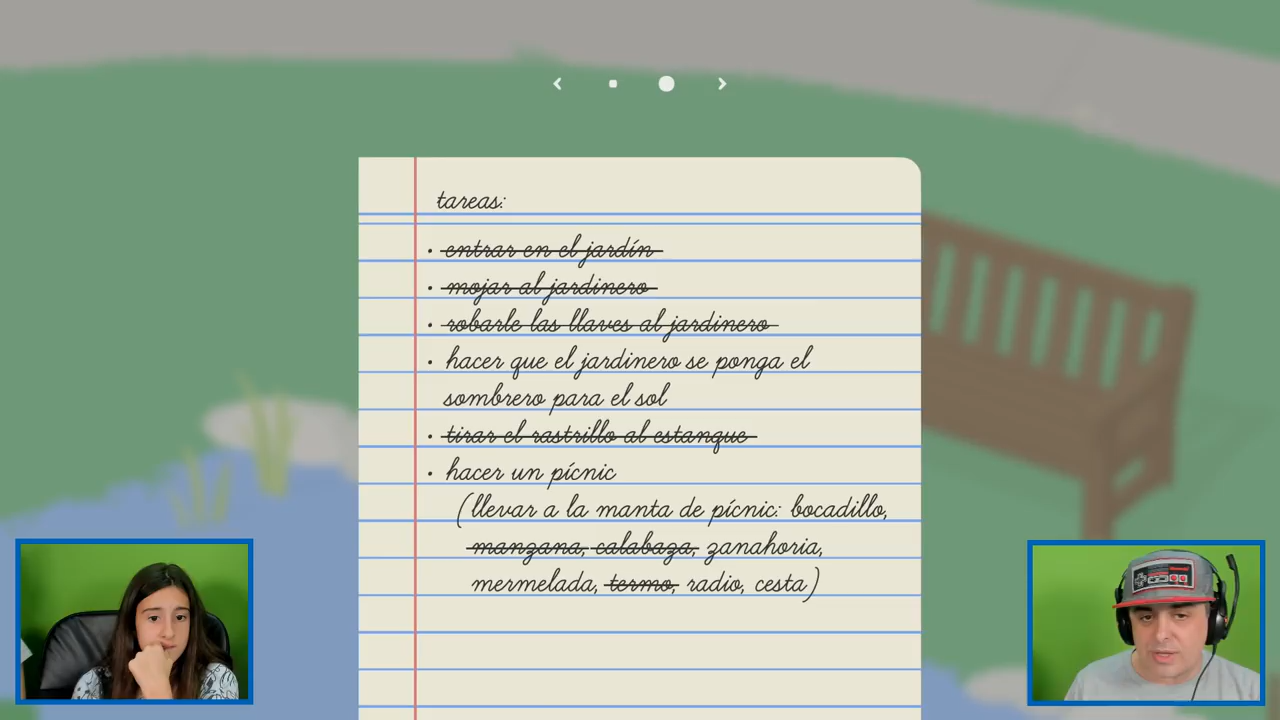 tareas:
• entrar en el jardín
• mojar al jardinero
• robarle las llaves al jardinero
• hacer que el jardinero se ponga el
sombrero para el sol
• tirar el rastrillo al estanque
• hacer un pícnic
(llevar a la manta de pícnic: bocadillo,
manzana, calabaza, zanahoria,
mermelada, termo, radio, cesta)